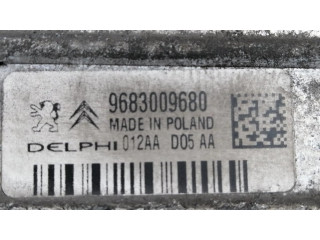 9683009680
MADE IN POLAND
DELPHI 012AA D05 AA